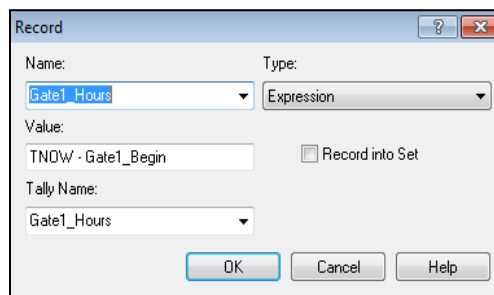 Record
Name:
Type:
Gate1_Hours
Expression
Value:
TNOW - Gate1_Begin
Record into Set
Tally Name:
Gate1_Hours
OK
Cancel
Help